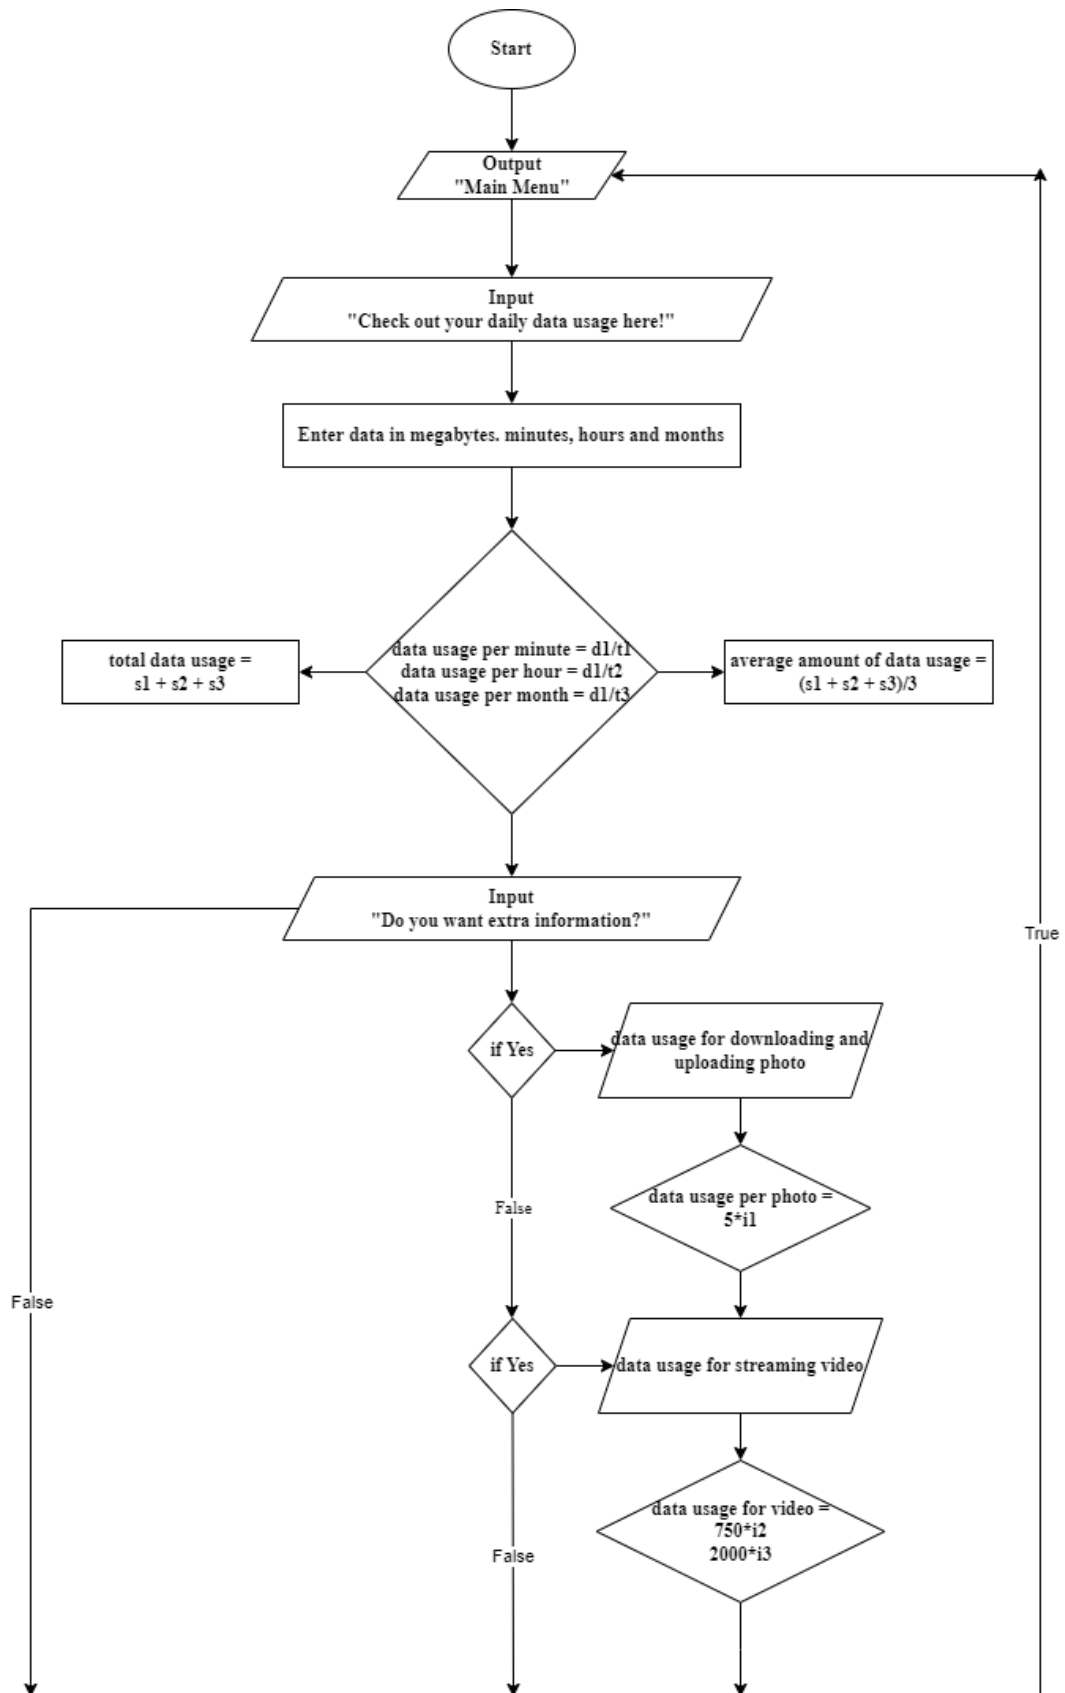 Start
Output
"Main Menu"
Input
"Check out your daily data usage here!"
Enter data in megabytes. minutes, hours and months
data usage per minute = d1/t1
data usage per hour = d1/t2
data usage per month = d1/t3
total data usage =
s1 + s2 + s3
average amount of data usage =
(s1 + s2 + s3)/3
Input
"Do you want extra information?"
True
if Yes
data usage for downloading and
uploading photo
data usage per photo =
5*i1
False
False
if Yes
data usage for streaming video
data usage for video =
750*i2
2000*i3
False